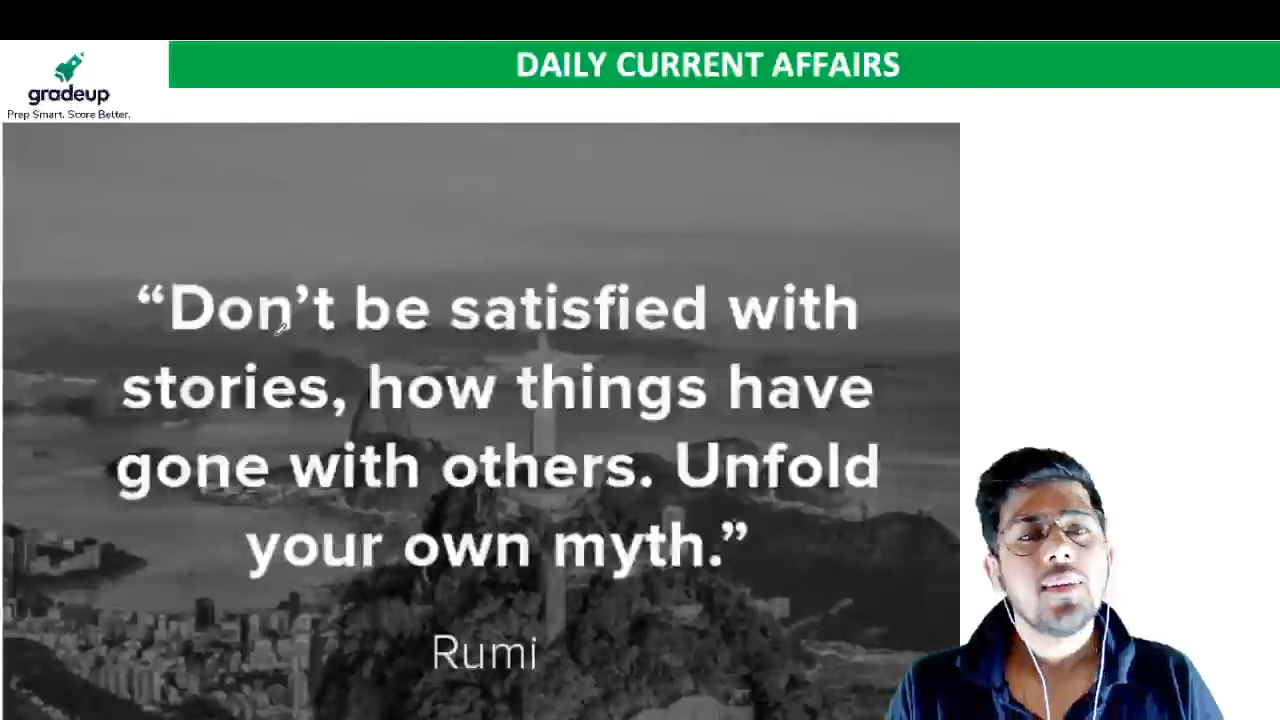 DAILY CURRENT AFFAIRS
gradeup
Prep Smart. Score Better.
“Don’t be satisfied with
stories, how things have
gone with others. Unfold
your own myth.”
Rumi